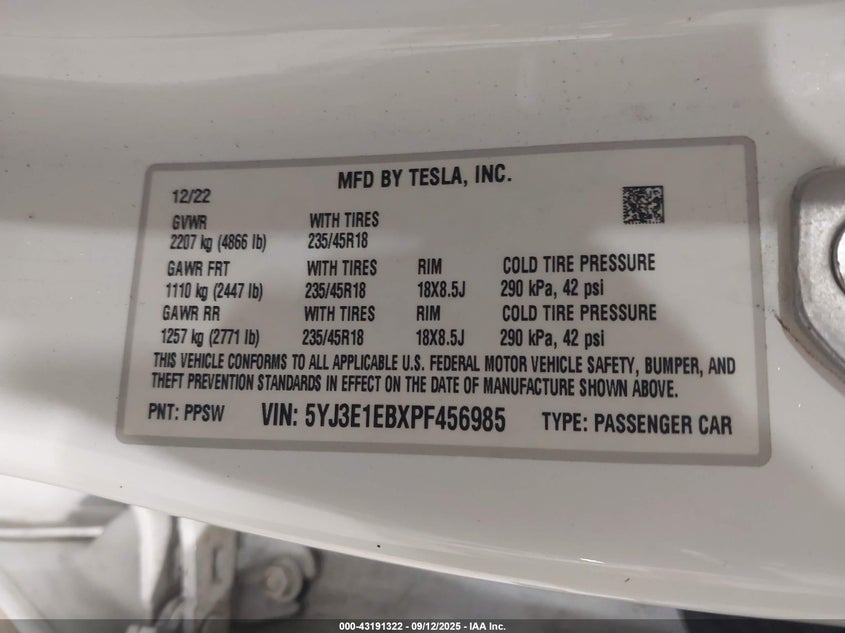 MFD BY TESLA, INC.
12/22
GVWR WITH TIRES
2207 kg (4866 lb) 235/45R18
GAWR FRT WITH TIRES RIM COLD TIRE PRESSURE
1110 kg (2447 lb) 235/45R18 18X8.5J 290 kPa, 42 psi
GAWR RR WITH TIRES RIM COLD TIRE PRESSURE
1257 kg (2771 lb) 235/45R18 18X8.5J 290 kPa, 42 psi
THIS VEHICLE CONFORMS TO ALL APPLICABLE U.S. FEDERAL MOTOR VEHICLE SAFETY, BUMPER, AND
THEFT PREVENTION STANDARDS IN EFFECT ON THE DATE OF MANUFACTURE SHOWN ABOVE.
PNT: PPSW VIN: 5YJ3E1EBXPF456985 TYPE: PASSENGER CAR
000-43191322 - 09/12/2025 - IAA Inc.